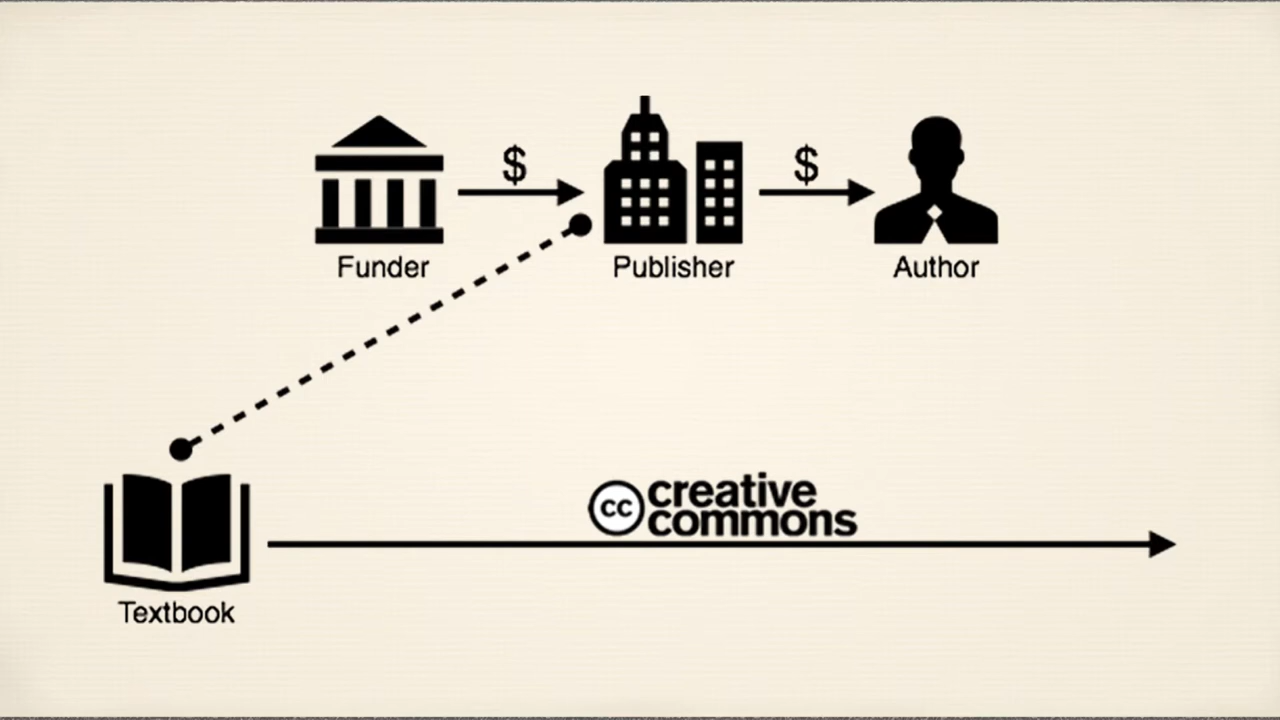 $
$
Funder
Publisher
Author
cc creative
commons
Textbook